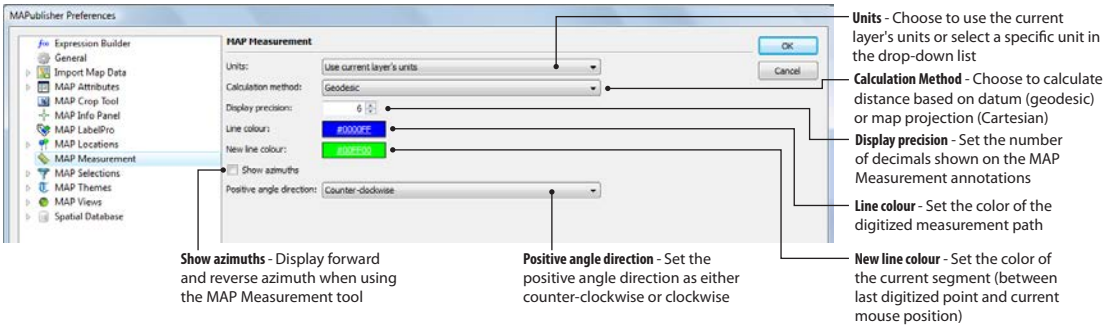 MAPublisher Preferences
Expression Builder
General
Import Map Data
MAP Attributes
MAP Crop Tool
MAP Info Panel
MAP LabelPro
MAP Locations
MAP Measurement
MAP Selections
MAP Themes
MAP Views
Spatial Database
MAP Measurement
Units: Use current layer's units
Calculation method: Geodesic
Display precision: 6
Line colour: #0000FF
New line colour: #00FF00
Show azimuths
Positive angle direction: Counter-clockwise
OK
Cancel
Units - Choose to use the current
layer's units or select a specific unit in
the drop-down list
Calculation Method - Choose to calculate
distance based on datum (geodesic)
or map projection (Cartesian)
Display precision - Set the number
of decimals shown on the MAP
Measurement annotations
Line colour - Set the color of the
digitized measurement path
New line colour - Set the color of
the current segment (between
last digitized point and current
mouse position)
Show azimuths - Display forward
and reverse azimuth when using
the MAP Measurement tool
Positive angle direction - Set the
positive angle direction as either
counter-clockwise or clockwise